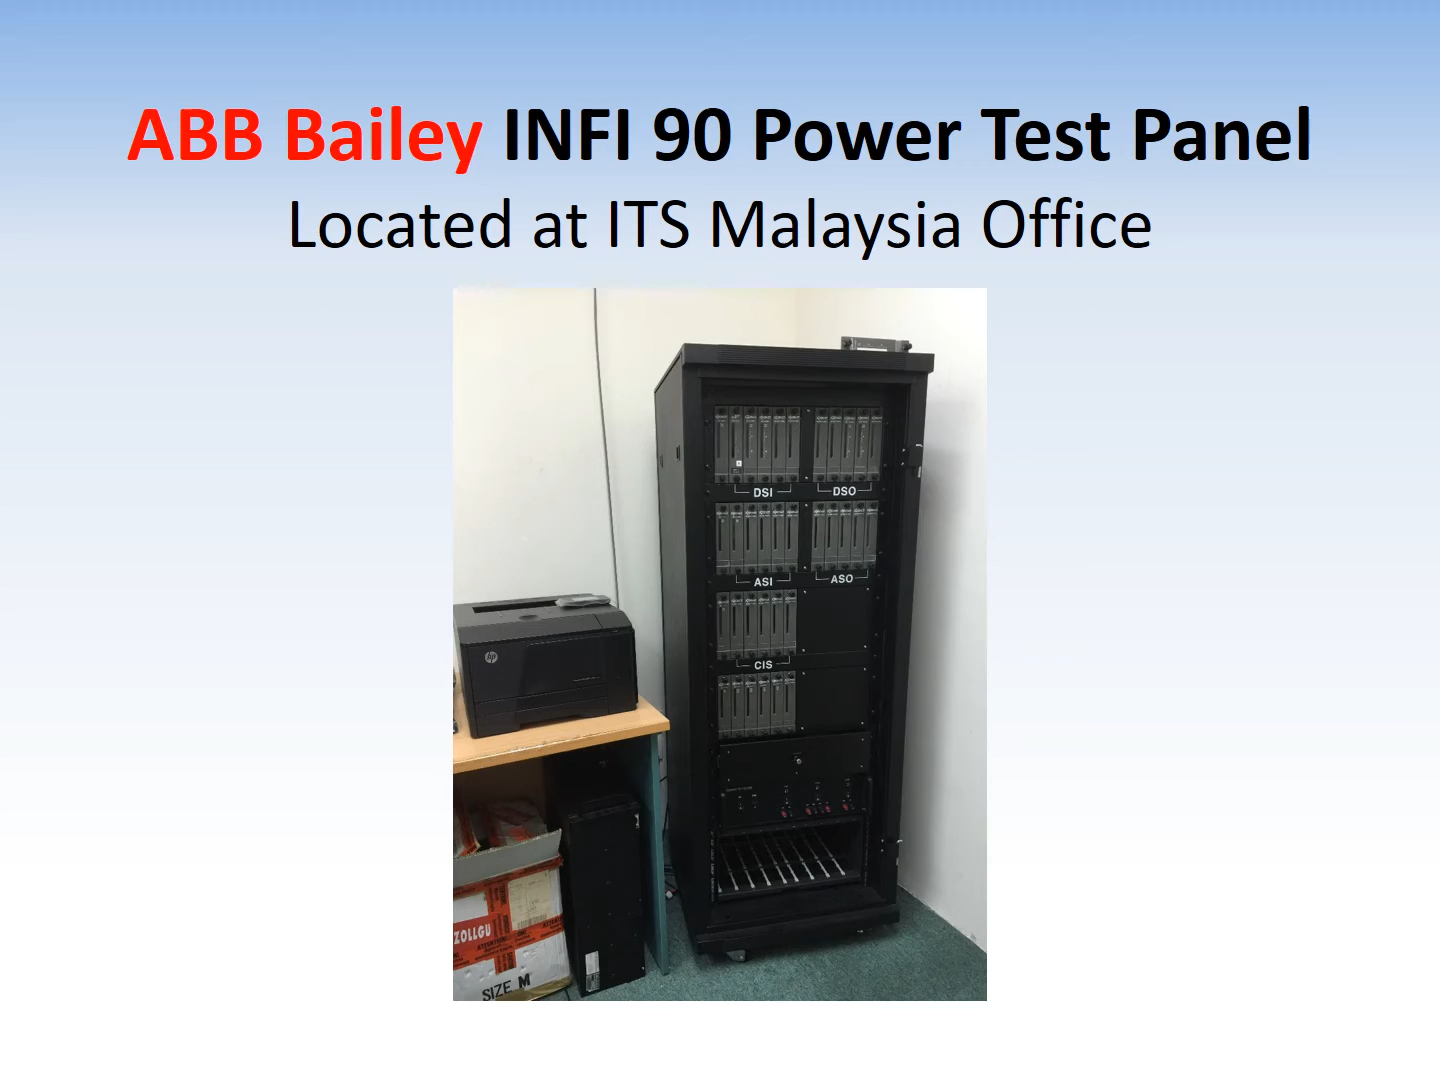 ABB Bailey INFI 90 Power Test Panel
Located at ITS Malaysia Office
DSI
DSO
ASI
ASO
CIS
hp
ZOLLGU
SIZE M